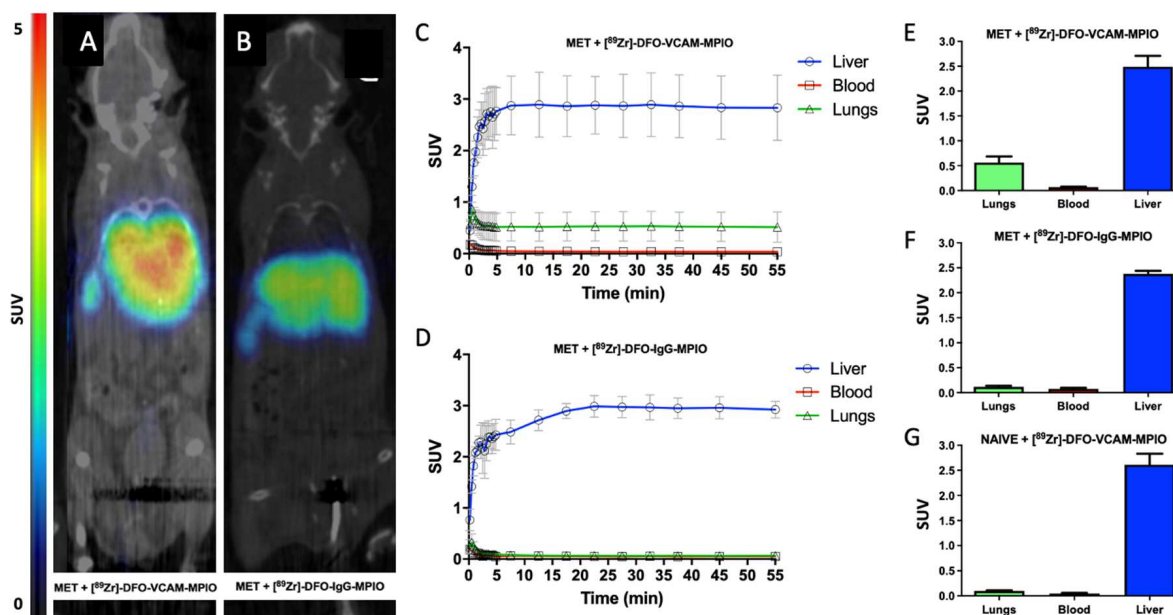 5
SUV
0
A
B
MET + [⁸⁹Zr]-DFO-VCAM-MPIO
MET + [⁸⁹Zr]-DFO-IgG-MPIO
C
MET + [⁸⁹Zr]-DFO-VCAM-MPIO
Liver
Blood
Lungs
SUV
4
3
2
1
0
0 5 10 15 20 25 30 35 40 45 50 55
Time (min)
D
MET + [⁸⁹Zr]-DFO-IgG-MPIO
Liver
Blood
Lungs
SUV
4
3
2
1
0
0 5 10 15 20 25 30 35 40 45 50 55
Time (min)
E
MET + [⁸⁹Zr]-DFO-VCAM-MPIO
SUV
3.0
2.5
2.0
1.5
1.0
0.5
0.0
Lungs Blood Liver
F
MET + [⁸⁹Zr]-DFO-IgG-MPIO
SUV
3.0
2.5
2.0
1.5
1.0
0.5
0.0
Lungs Blood Liver
G
NAIVE + [⁸⁹Zr]-DFO-VCAM-MPIO
SUV
3.0
2.5
2.0
1.5
1.0
0.5
0.0
Lungs Blood Liver